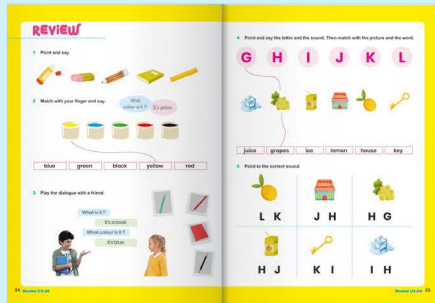 REVIEW
1 Point and say.
2 Match with your finger and say.
What
colour is it?
It's yellow.
blue green black yellow red
3 Play the dialogue with a friend.
What is it?
It's a book.
What colour is it?
It's blue.
4 Point and say the letter and the sound. Then match with the picture and the word.
G H I J K L
juice grapes ice lemon house key
5 Point to the correct sound.
L K J H H G
H J K I I H